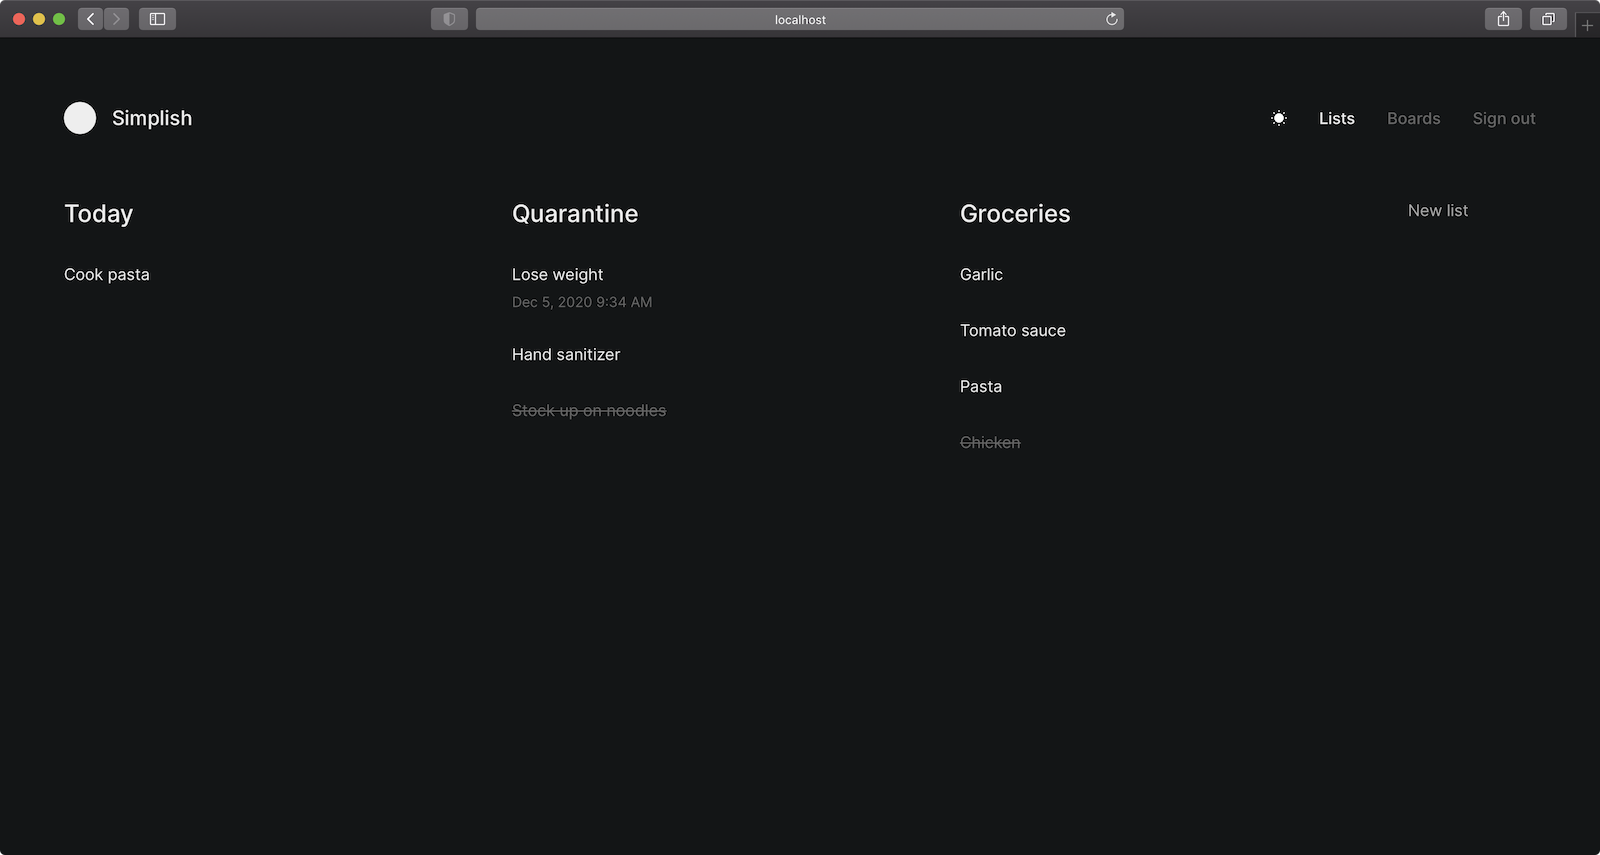 localhost
Simplish
Lists
Boards
Sign out
Today
Cook pasta
Quarantine
Lose weight
Dec 5, 2020 9:34 AM
Hand sanitizer
Stock up on noodles
Groceries
Garlic
Tomato sauce
Pasta
Chicken
New list